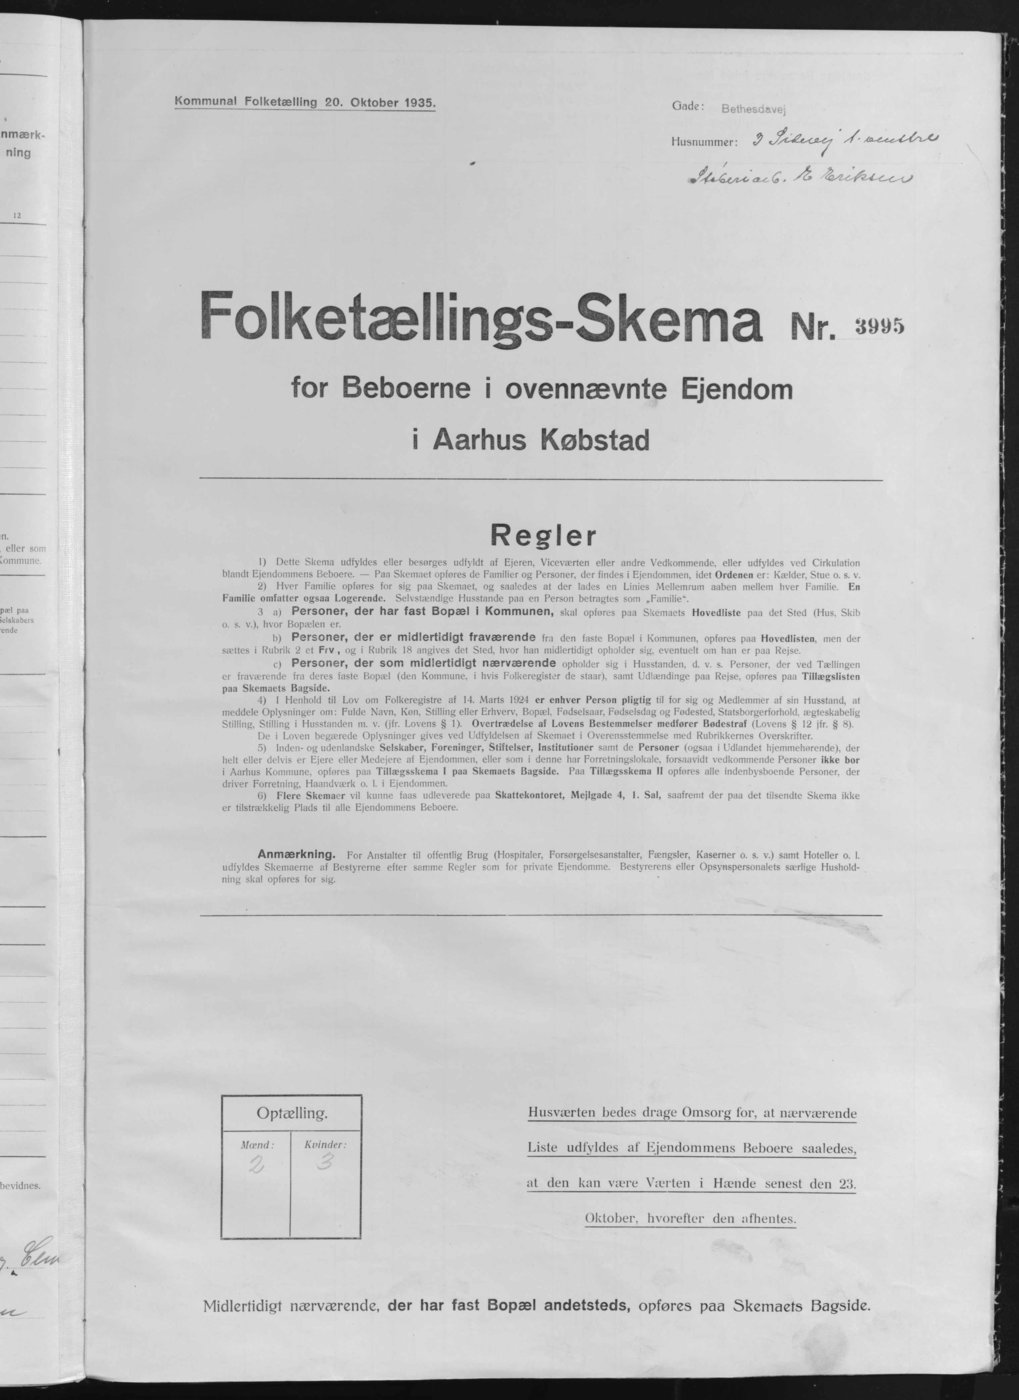 nmærk-
ning
12
en.
, eller som
Kommune.
pæl paa
Selskabers
rende
bevidnes.
Kommunal Folketælling 20. Oktober 1935.
Gade: Bethesdavej
Husnummer: 3 Sidevej 1. venstre
E Eriksen
Folketællings-Skema Nr. 3995
for Beboerne i ovennævnte Ejendom
i Aarhus Købstad
Regler
1) Dette Skema udfyldes eller besørges udfyldt af Ejeren, Viceværten eller andre Vedkommende, eller udfyldes ved Cirkulation
blandt Ejendommens Beboere. — Paa Skemaet opføres de Familier og Personer, der findes i Ejendommen, idet Ordenen er: Kælder, Stue o. s. v.
2) Hver Familie opføres for sig paa Skemaet, og saaledes at der lades en Linies Mellemrum aaben mellem hver Familie. En
Familie omfatter ogsaa Logerende. Selvstændige Husstande paa en Person betragtes som „Familie".
3 a) Personer, der har fast Bopæl i Kommunen, skal opføres paa Skemaets Hovedliste paa det Sted (Hus, Skib
o. s. v.), hvor Bopælen er.
b) Personer, der er midlertidigt fraværende fra den faste Bopæl i Kommunen, opføres paa Hovedlisten, men der
sættes i Rubrik 2 et Frv, og i Rubrik 18 angives det Sted, hvor han midlertidigt opholder sig, eventuelt om han er paa Rejse.
c) Personer, der som midlertidigt nærværende opholder sig i Husstanden, d. v. s. Personer, der ved Tællingen
er fraværende fra deres faste Bopæl (den Kommune, i hvis Folkeregister de staar), samt Udlændinge paa Rejse, opføres paa Tillægslisten
paa Skemaets Bagside.
4) I Henhold til Lov om Folkeregistre af 14. Marts 1924 er enhver Person pligtig til for sig og Medlemmer af sin Husstand, at
meddele Oplysninger om: Fulde Navn, Køn, Stilling eller Erhverv, Bopæl, Fødselsaar, Fødselsdag og Fødested, Statsborgerforhold, ægteskabelig
Stilling, Stilling i Husstanden m. v. (jfr. Lovens § 1). Overtrædelse af Lovens Bestemmelser medfører Bødestraf (Lovens § 12 jfr. § 8).
De i Loven begærede Oplysninger gives ved Udfyldelsen af Skemaet i Overensstemmelse med Rubrikkernes Overskrifter.
5) Inden- og udenlandske Selskaber, Foreninger, Stiftelser, Institutioner samt de Personer (ogsaa i Udlandet hjemmehørende), der
helt eller delvis er Ejere eller Medejere af Ejendommen, eller som i denne har Forretningslokale, forsaavidt vedkommende Personer ikke bor
i Aarhus Kommune, opføres paa Tillægsskema I paa Skemaets Bagside. Paa Tillægsskema II opføres alle indenbysboende Personer, der
driver Forretning, Haandværk o. l. i Ejendommen.
6) Flere Skemaer vil kunne faas udleverede paa Skattekontoret, Mejlgade 4, 1. Sal, saafremt der paa det tilsendte Skema ikke
er tilstrækkelig Plads til alle Ejendommens Beboere.
Anmærkning. For Anstalter til offentlig Brug (Hospitaler, Forsørgelsesanstalter, Fængsler, Kaserner o. s. v.) samt Hoteller o. l.
udfyldes Skemaerne af Bestyrerne efter samme Regler som for private Ejendomme. Bestyrerens eller Opsynspersonalets særlige Hushold-
ning skal opføres for sig.
Optælling.
Mænd: Kvinder:
2 3
Husværten bedes drage Omsorg for, at nærværende
Liste udfyldes af Ejendommens Beboere saaledes,
at den kan være Værten i Hænde senest den 23.
Oktober, hvorefter den afhentes.
Midlertidigt nærværende, der har fast Bopæl andetsteds, opføres paa Skemaets Bagside.